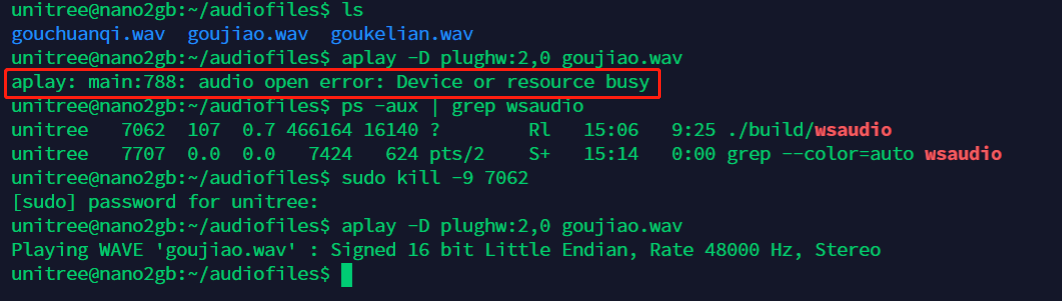 unitree@nano2gb:~/audiofiles$ ls
gouchuanqi.wav  goujiao.wav  goukelian.wav
unitree@nano2gb:~/audiofiles$ aplay -D plughw:2,0 goujiao.wav
aplay: main:788: audio open error: Device or resource busy
unitree@nano2gb:~/audiofiles$ ps -aux | grep wsaudio
unitree   7062  107  0.7 466164 16140 ?        Rl   15:06   9:25 ./build/wsaudio
unitree   7707  0.0  0.0   7424   624 pts/2    S+   15:14   0:00 grep --color=auto wsaudio
unitree@nano2gb:~/audiofiles$ sudo kill -9 7062
[sudo] password for unitree:
unitree@nano2gb:~/audiofiles$ aplay -D plughw:2,0 goujiao.wav
Playing WAVE 'goujiao.wav' : Signed 16 bit Little Endian, Rate 48000 Hz, Stereo
unitree@nano2gb:~/audiofiles$